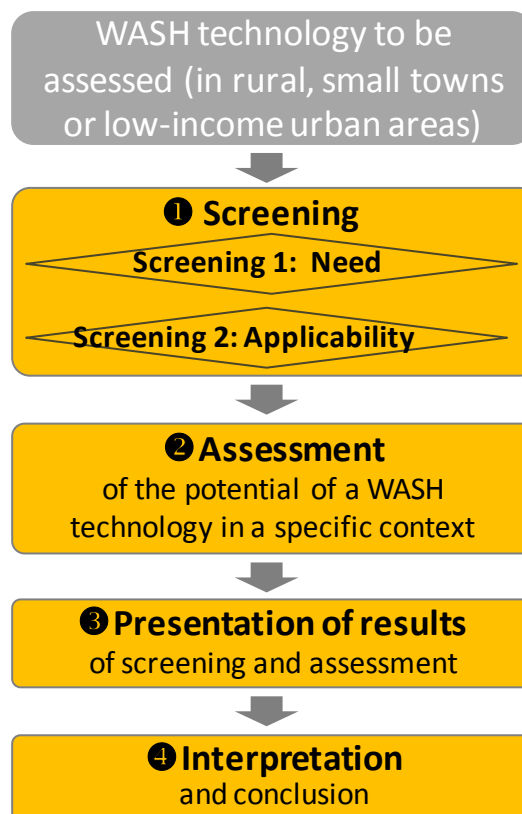 WASH technology to be
assessed (in rural, small towns
or low-income urban areas)
❶ Screening
Screening 1: Need
Screening 2: Applicability
❷ Assessment
of the potential of a WASH
technology in a specific context
❸ Presentation of results
of screening and assessment
❹ Interpretation
and conclusion